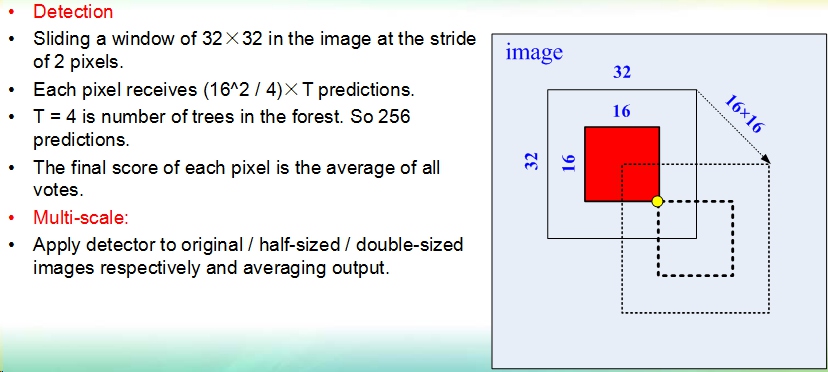 • Detection
• Sliding a window of 32×32 in the image at the stride
of 2 pixels.
• Each pixel receives (16^2 / 4)×T predictions.
• T = 4 is number of trees in the forest. So 256
predictions.
• The final score of each pixel is the average of all
votes.
• Multi-scale:
• Apply detector to original / half-sized / double-sized
images respectively and averaging output.
image
32
16
32
16
16×16